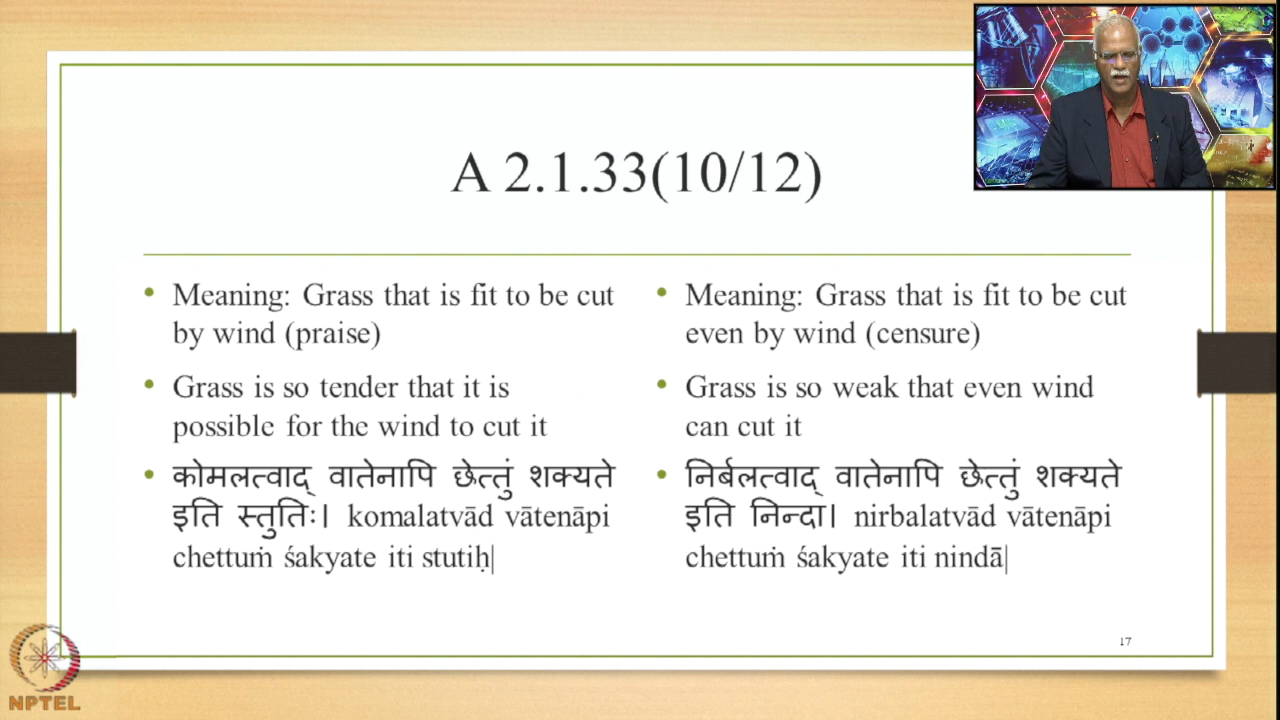 A 2.1.33(10/12)
• Meaning: Grass that is fit to be cut
by wind (praise)
• Grass is so tender that it is
possible for the wind to cut it
• कोमलत्वाद् वातेनापि छेत्तुं शक्यते
इति स्तुतिः। komalatvād vātenāpi
chettuṁ śakyate iti stutiḥ|
• Meaning: Grass that is fit to be cut
even by wind (censure)
• Grass is so weak that even wind
can cut it
• निर्बलत्वाद् वातेनापि छेत्तुं शक्यते
इति निन्दा। nirbalatvād vātenāpi
chettuṁ śakyate iti nindā|
17
NPTEL